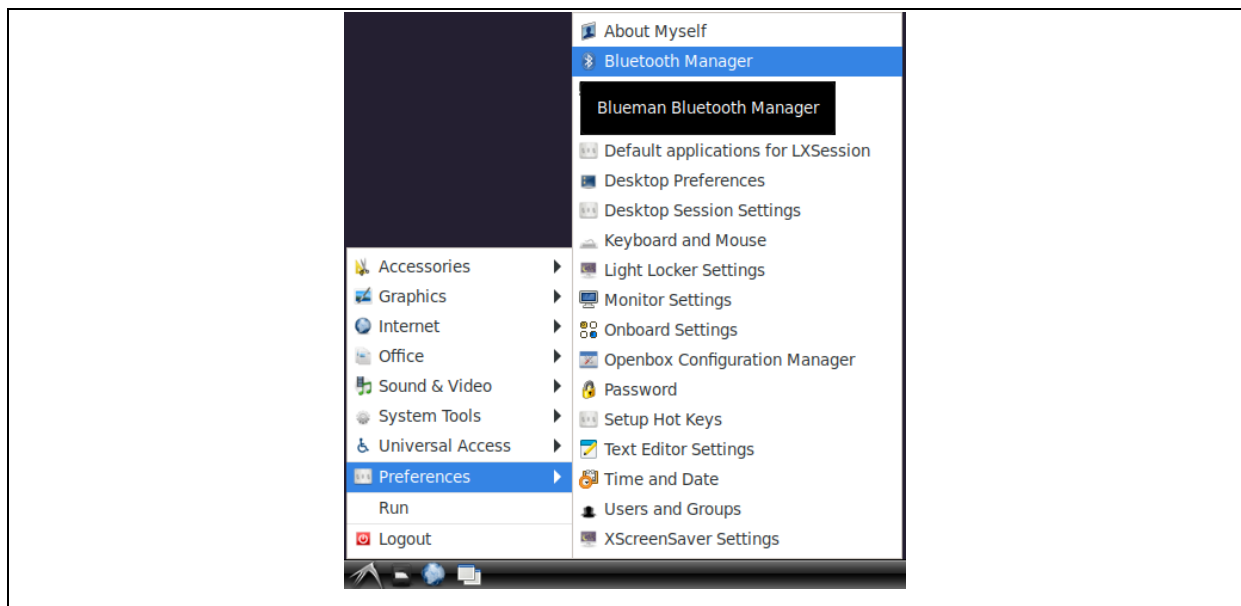 About Myself
Bluetooth Manager
Blueman Bluetooth Manager
Default applications for LXSession
Desktop Preferences
Desktop Session Settings
Keyboard and Mouse
Light Locker Settings
Monitor Settings
Onboard Settings
Openbox Configuration Manager
Password
Setup Hot Keys
Text Editor Settings
Time and Date
Users and Groups
XScreenSaver Settings
Accessories
Graphics
Internet
Office
Sound & Video
System Tools
Universal Access
Preferences
Run
Logout